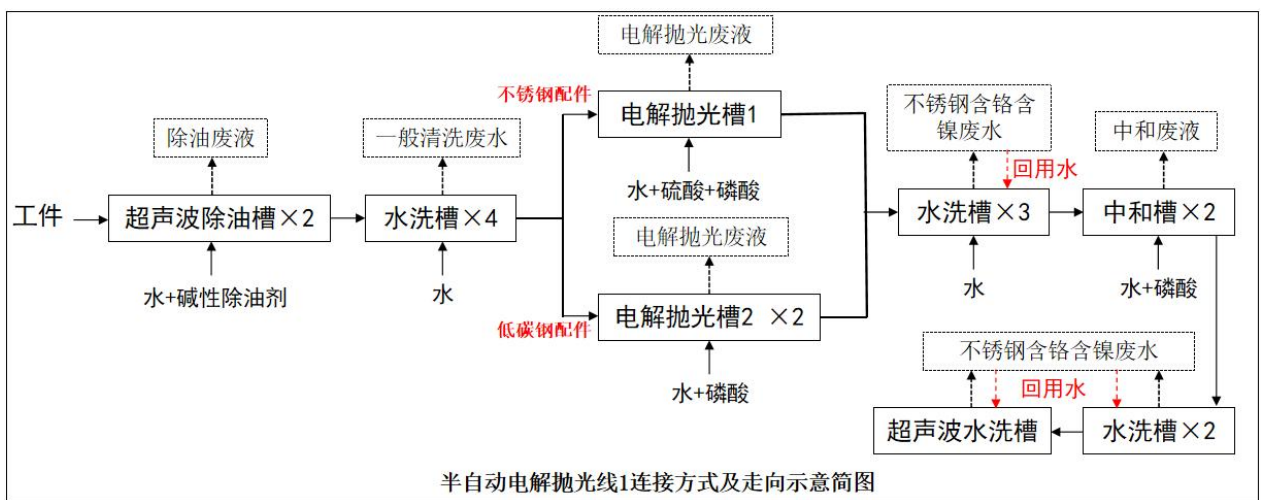 电解抛光废液
不锈钢配件
电解抛光槽1
不锈钢含铬含
镍废水
中和废液
除油废液
一般清洗废水
水+硫酸+磷酸
回用水
工件
超声波除油槽×2
水洗槽×4
水洗槽×3
中和槽×2
电解抛光废液
水+碱性除油剂
水
水
水+磷酸
低碳钢配件
电解抛光槽2 ×2
不锈钢含铬含镍废水
水+磷酸
回用水
超声波水洗槽
水洗槽×2
半自动电解抛光线1连接方式及走向示意简图